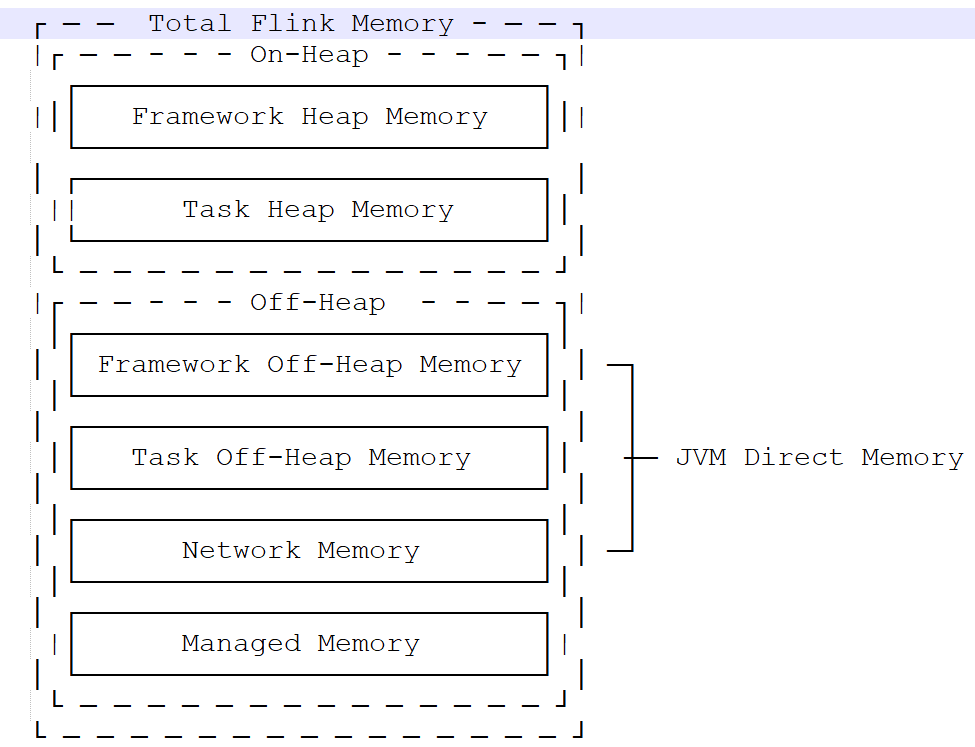 Total Flink Memory
On-Heap
Framework Heap Memory
Task Heap Memory
Off-Heap
Framework Off-Heap Memory
Task Off-Heap Memory
JVM Direct Memory
Network Memory
Managed Memory